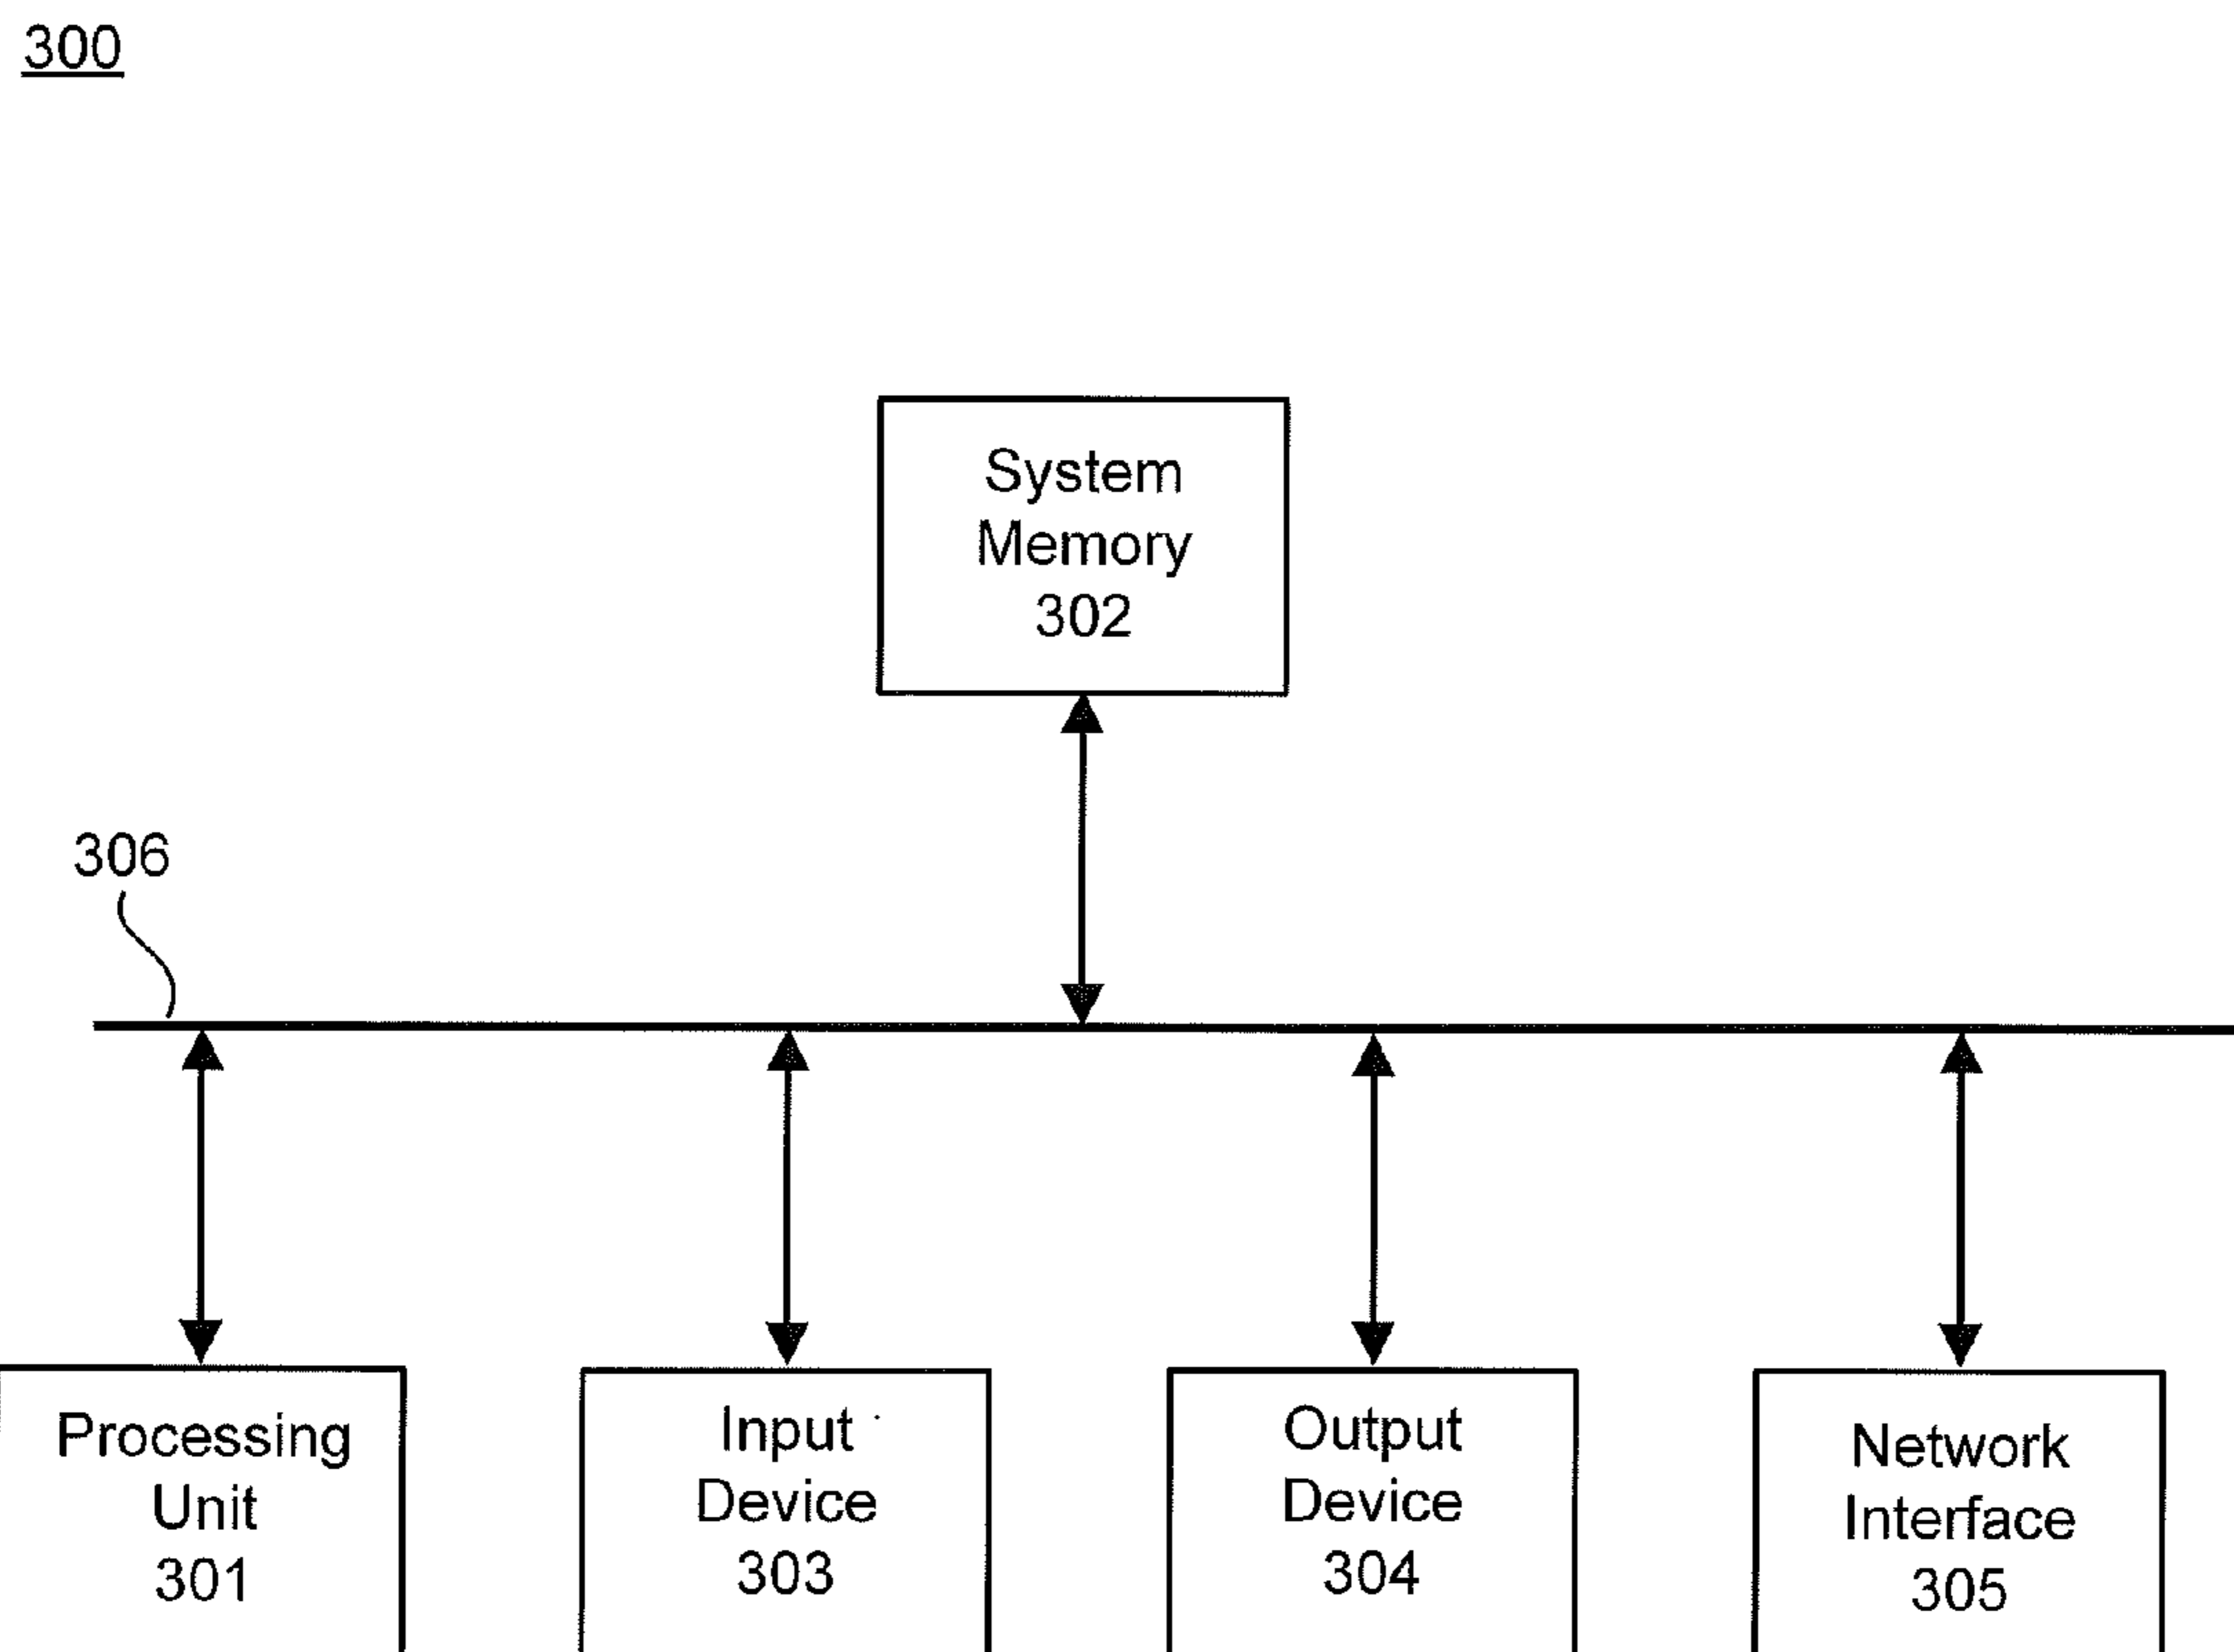 300
System
Memory
302
306
Processing
Unit
301
Input
Device
303
Output
Device
304
Network
Interface
305